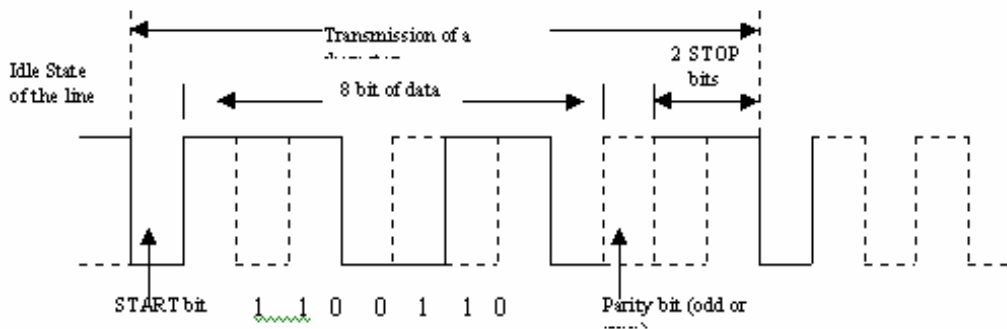 Transmission of a
Idle State
of the line
2 STOP
bits
8 bit of data
START bit
1 1 0 0 1 1 0
Parity bit (odd or